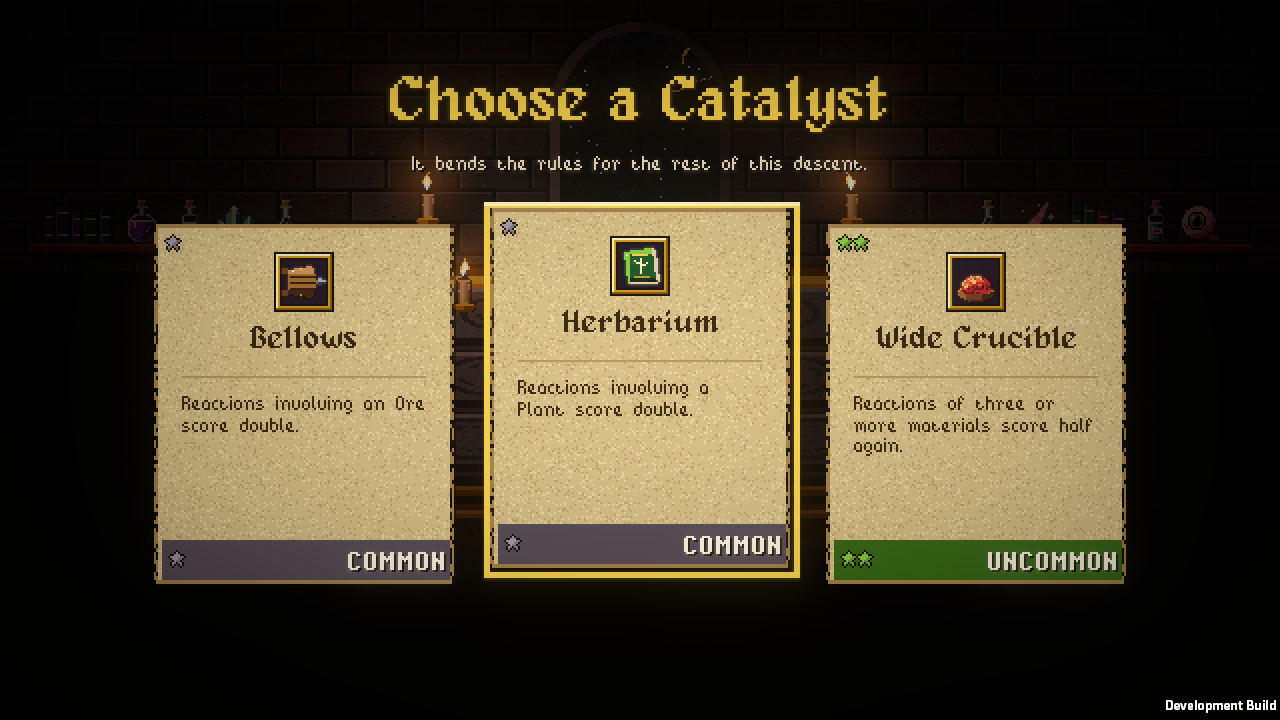 Choose a Catalyst
It bends the rules for the rest of this descent.
Bellows
Reactions involving an Ore
score double.
COMMON
Herbarium
Reactions involving a
Plant score double.
COMMON
Wide Crucible
Reactions of three or
more materials score half
again.
UNCOMMON
Development Build